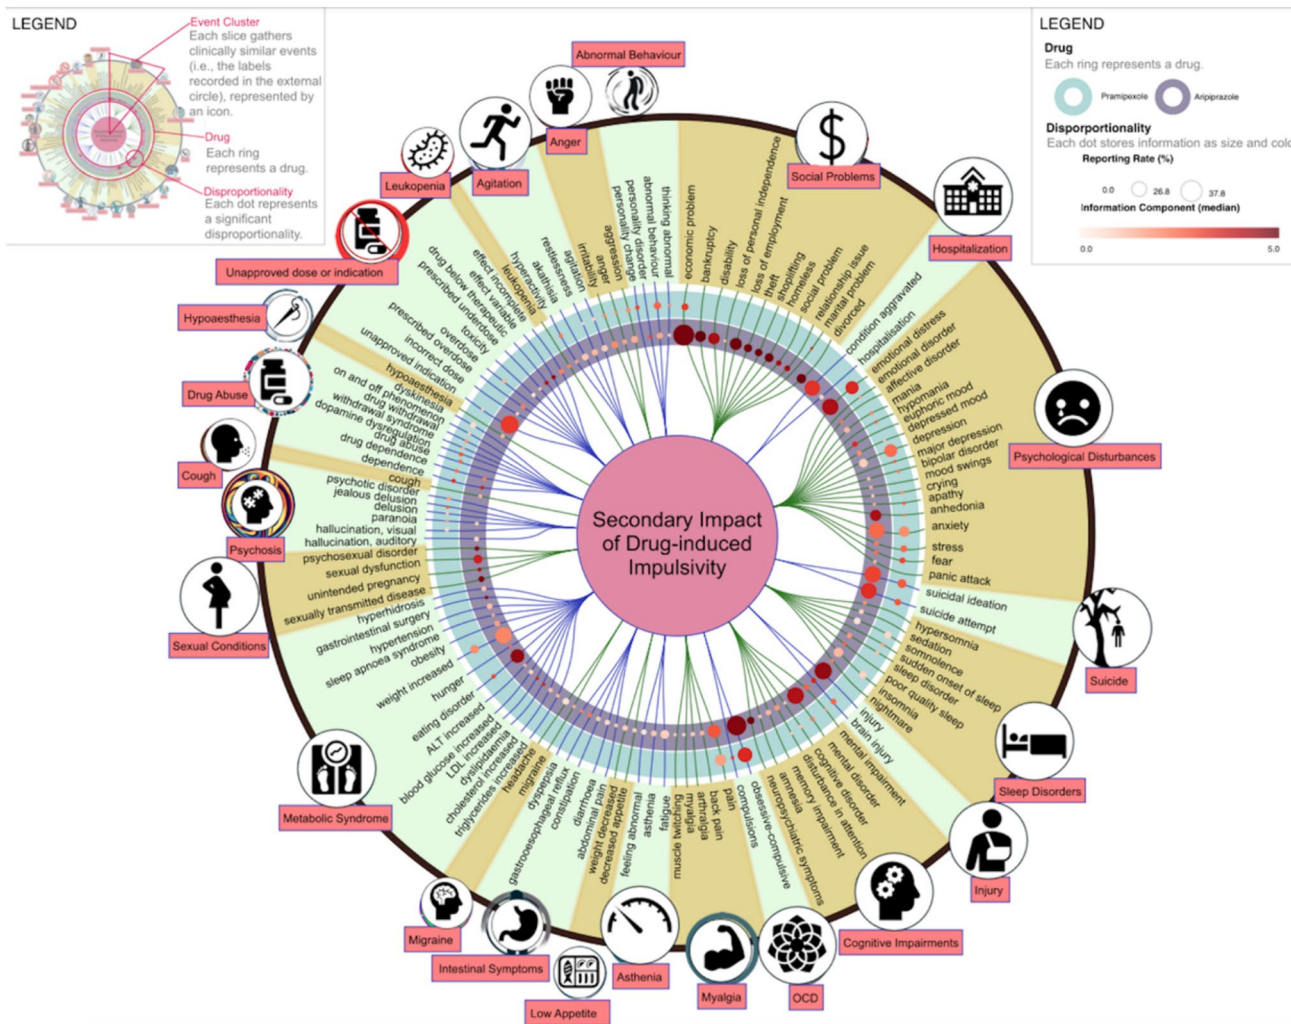 LEGEND
Event Cluster
Each slice gathers
clinically similar events
(i.e., the labels
recorded in the external
circle), represented by
an icon.
Drug
Each ring
represents a drug.
Disproportionality
Each dot represents
a significant
disproportionality.
LEGEND
Drug
Each ring represents a drug.
Pramipexole
Aripiprazole
Disporportionality
Each dot stores information as size and colo
Reporting Rate (%)
0.0
26.8
37.8
Information Component (median)
0.0
5.0
Abnormal Behaviour
Social Problems
Hospitalization
Psychological Disturbances
Suicide
Sleep Disorders
Injury
Cognitive Impairments
OCD
Myalgia
Asthenia
Low Appetite
Intestinal Symptoms
Migraine
Metabolic Syndrome
Sexual Conditions
Psychosis
Cough
Drug Abuse
Hypoaesthesia
Unapproved dose or indication
Leukopenia
Agitation
Anger
economic problem
bankruptcy
disability
loss of personal independence
loss of employment
theft
shoplifting
homeless
social problem
relationship issue
marital problem
divorced
condition aggravated
hospitalisation
emotional distress
emotional disorder
affective disorder
mania
hypomania
euphoric mood
depressed mood
depression
major depression
bipolar disorder
mood swings
crying
apathy
anhedonia
anxiety
stress
fear
panic attack
suicidal ideation
suicide attempt
hypersomnia
sedation
somnolence
sudden onset of sleep
sleep disorder
poor quality sleep
insomnia
nightmare
injury
brain injury
mental impairment
mental disorder
cognitive disorder
disturbance in attention
memory impairment
amnesia
neuropsychiatric symptoms
obsessive-compulsive
compulsions
pain
back pain
arthralgia
myalgia
muscle twitching
fatigue
asthenia
feeling abnormal
decreased appetite
weight decreased
abdominal pain
diarrhoea
constipation
gastrooesophageal reflux
dyspepsia
migraine
headache
triglycerides increased
cholesterol increased
dyslipidaemia
LDL increased
blood glucose increased
ALT increased
eating disorder
hunger
weight increased
obesity
sleep apnoea syndrome
hypertension
gastrointestinal surgery
hyperhidrosis
sexually transmitted disease
unintended pregnancy
sexual dysfunction
psychosexual disorder
hallucination, auditory
hallucination, visual
paranoia
delusion
jealous delusion
psychotic disorder
cough
dependence
drug dependence
drug abuse
dopamine dysregulation
withdrawal syndrome
drug withdrawal
on and off phenomenon
dyskinesia
hypoaesthesia
unapproved indication
incorrect dose
prescribed overdose
overdose
toxicity
prescribed underdose
drug below therapeutic
effect variable
effect incomplete
leukopenia
hyperactivity
akathisia
restlessness
agitation
irritability
anger
aggression
personality change
personality disorder
abnormal behaviour
thinking abnormal
Secondary Impact
of Drug-induced
Impulsivity